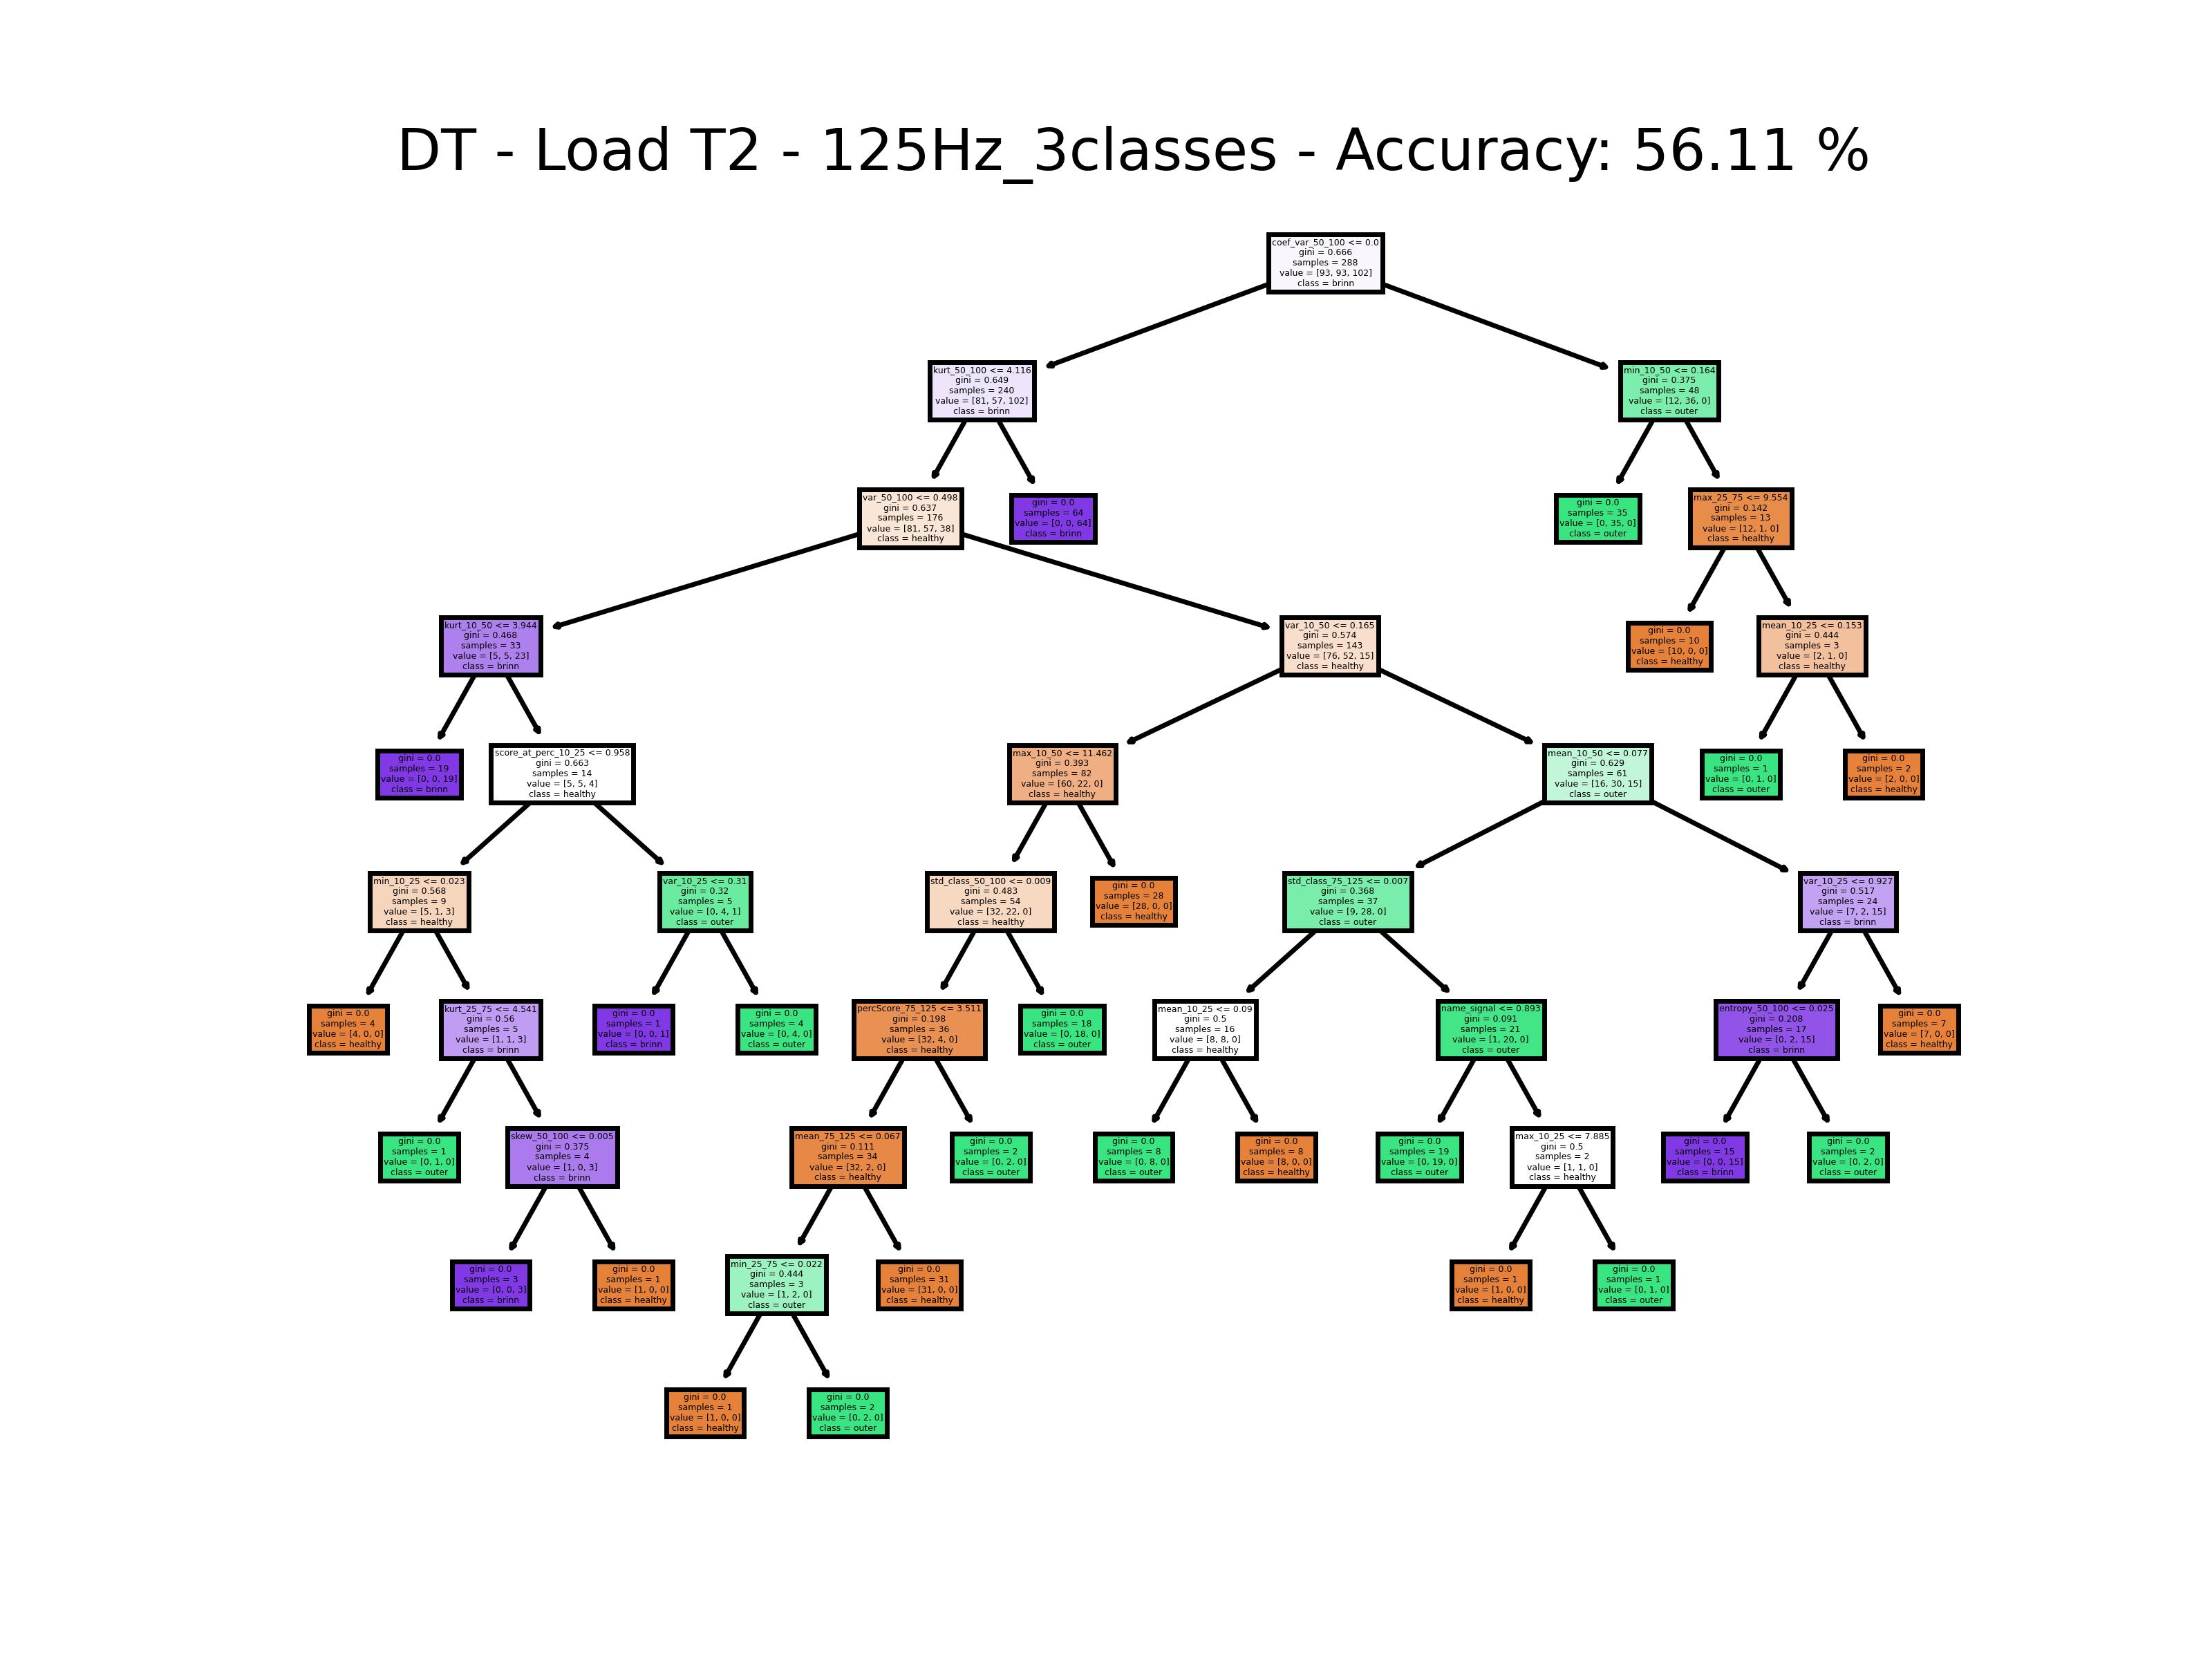 DT - Load T2 - 125Hz_3classes - Accuracy: 56.11 %
coef_var_50_100 <= 0.0
gini = 0.666
samples = 288
value = [93, 93, 102]
class = brinn
kurt_50_100 <= 4.116
gini = 0.649
samples = 240
value = [81, 57, 102]
class = brinn
min_10_50 <= 0.164
gini = 0.375
samples = 48
value = [12, 36, 0]
class = outer
var_50_100 <= 0.498
gini = 0.637
samples = 176
value = [81, 57, 38]
class = healthy
gini = 0.0
samples = 64
value = [0, 0, 64]
class = brinn
gini = 0.0
samples = 35
value = [0, 35, 0]
class = outer
max_25_75 <= 9.554
gini = 0.142
samples = 13
value = [12, 1, 0]
class = healthy
kurt_10_50 <= 3.944
gini = 0.468
samples = 33
value = [5, 5, 23]
class = brinn
var_10_50 <= 0.165
gini = 0.574
samples = 143
value = [76, 52, 15]
class = healthy
gini = 0.0
samples = 10
value = [10, 0, 0]
class = healthy
mean_10_25 <= 0.153
gini = 0.444
samples = 3
value = [2, 1, 0]
class = healthy
gini = 0.0
samples = 19
value = [0, 0, 19]
class = brinn
score_at_perc_10_25 <= 0.958
gini = 0.663
samples = 14
value = [5, 5, 4]
class = healthy
max_10_50 <= 11.462
gini = 0.393
samples = 82
value = [60, 22, 0]
class = healthy
mean_10_50 <= 0.077
gini = 0.629
samples = 61
value = [16, 30, 15]
class = outer
gini = 0.0
samples = 1
value = [0, 1, 0]
class = outer
gini = 0.0
samples = 2
value = [2, 0, 0]
class = healthy
min_10_25 <= 0.023
gini = 0.568
samples = 9
value = [5, 1, 3]
class = healthy
var_10_25 <= 0.31
gini = 0.32
samples = 5
value = [0, 4, 1]
class = outer
std_class_50_100 <= 0.009
gini = 0.483
samples = 54
value = [32, 22, 0]
class = healthy
gini = 0.0
samples = 28
value = [28, 0, 0]
class = healthy
std_class_75_125 <= 0.007
gini = 0.368
samples = 37
value = [9, 28, 0]
class = outer
var_10_25 <= 0.927
gini = 0.517
samples = 24
value = [7, 2, 15]
class = brinn
gini = 0.0
samples = 4
value = [4, 0, 0]
class = healthy
kurt_25_75 <= 4.541
gini = 0.56
samples = 5
value = [1, 1, 3]
class = brinn
gini = 0.0
samples = 1
value = [0, 0, 1]
class = brinn
gini = 0.0
samples = 4
value = [0, 4, 0]
class = outer
percScore_75_125 <= 3.511
gini = 0.198
samples = 36
value = [32, 4, 0]
class = healthy
gini = 0.0
samples = 18
value = [0, 18, 0]
class = outer
mean_10_25 <= 0.09
gini = 0.5
samples = 16
value = [8, 8, 0]
class = healthy
name_signal <= 0.893
gini = 0.091
samples = 21
value = [1, 20, 0]
class = outer
entropy_50_100 <= 0.025
gini = 0.208
samples = 17
value = [0, 2, 15]
class = brinn
gini = 0.0
samples = 7
value = [7, 0, 0]
class = healthy
gini = 0.0
samples = 1
value = [0, 1, 0]
class = outer
skew_50_100 <= 0.005
gini = 0.375
samples = 4
value = [1, 0, 3]
class = brinn
mean_75_125 <= 0.067
gini = 0.111
samples = 34
value = [32, 2, 0]
class = healthy
gini = 0.0
samples = 2
value = [0, 2, 0]
class = outer
gini = 0.0
samples = 8
value = [0, 8, 0]
class = outer
gini = 0.0
samples = 8
value = [8, 0, 0]
class = healthy
gini = 0.0
samples = 19
value = [0, 19, 0]
class = outer
max_10_25 <= 7.885
gini = 0.5
samples = 2
value = [1, 1, 0]
class = healthy
gini = 0.0
samples = 15
value = [0, 0, 15]
class = brinn
gini = 0.0
samples = 2
value = [0, 2, 0]
class = outer
gini = 0.0
samples = 3
value = [0, 0, 3]
class = brinn
gini = 0.0
samples = 1
value = [1, 0, 0]
class = healthy
min_25_75 <= 0.022
gini = 0.444
samples = 3
value = [1, 2, 0]
class = outer
gini = 0.0
samples = 31
value = [31, 0, 0]
class = healthy
gini = 0.0
samples = 1
value = [1, 0, 0]
class = healthy
gini = 0.0
samples = 1
value = [0, 1, 0]
class = outer
gini = 0.0
samples = 1
value = [1, 0, 0]
class = healthy
gini = 0.0
samples = 2
value = [0, 2, 0]
class = outer